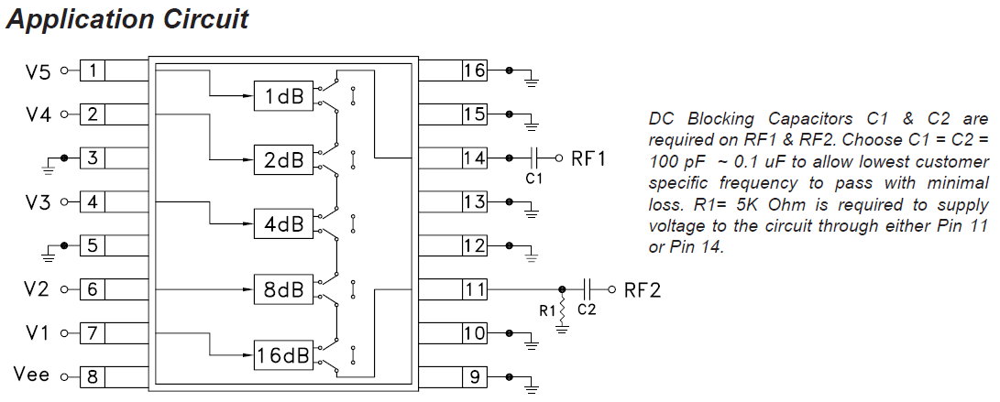 Application Circuit
V5 1 1dB 16
V4 2 2dB 15
3 14 C1 RF1
V3 4 4dB 13
5 12
V2 6 8dB 11 R1 C2 RF2
V1 7 16dB 10
Vee 8 9
DC Blocking Capacitors C1 & C2 are
required on RF1 & RF2. Choose C1 = C2 =
100 pF ~ 0.1 uF to allow lowest customer
specific frequency to pass with minimal
loss. R1= 5K Ohm is required to supply
voltage to the circuit through either Pin 11
or Pin 14.